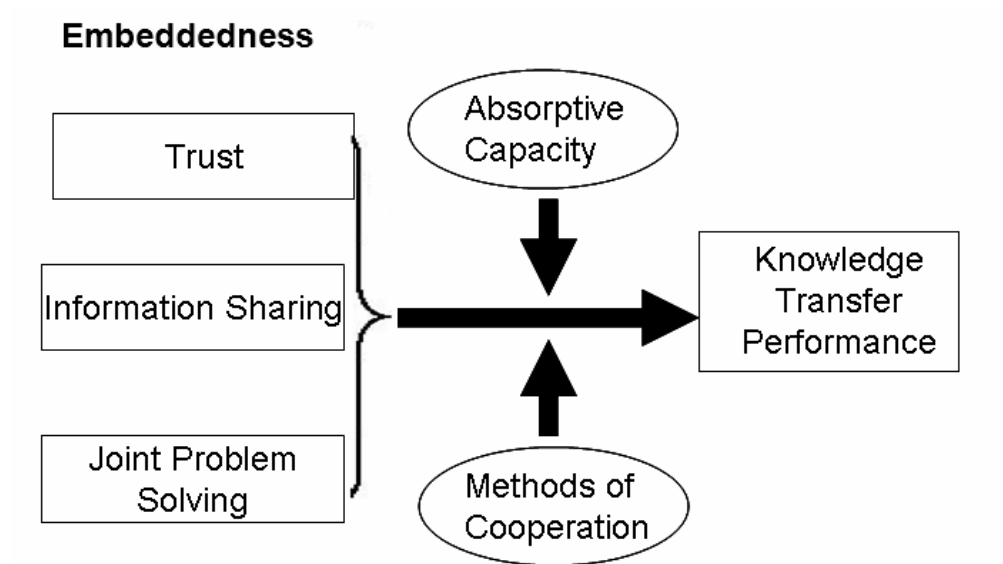 Embeddedness
Trust
Information Sharing
Joint Problem
Solving
Absorptive
Capacity
Methods of
Cooperation
Knowledge
Transfer
Performance